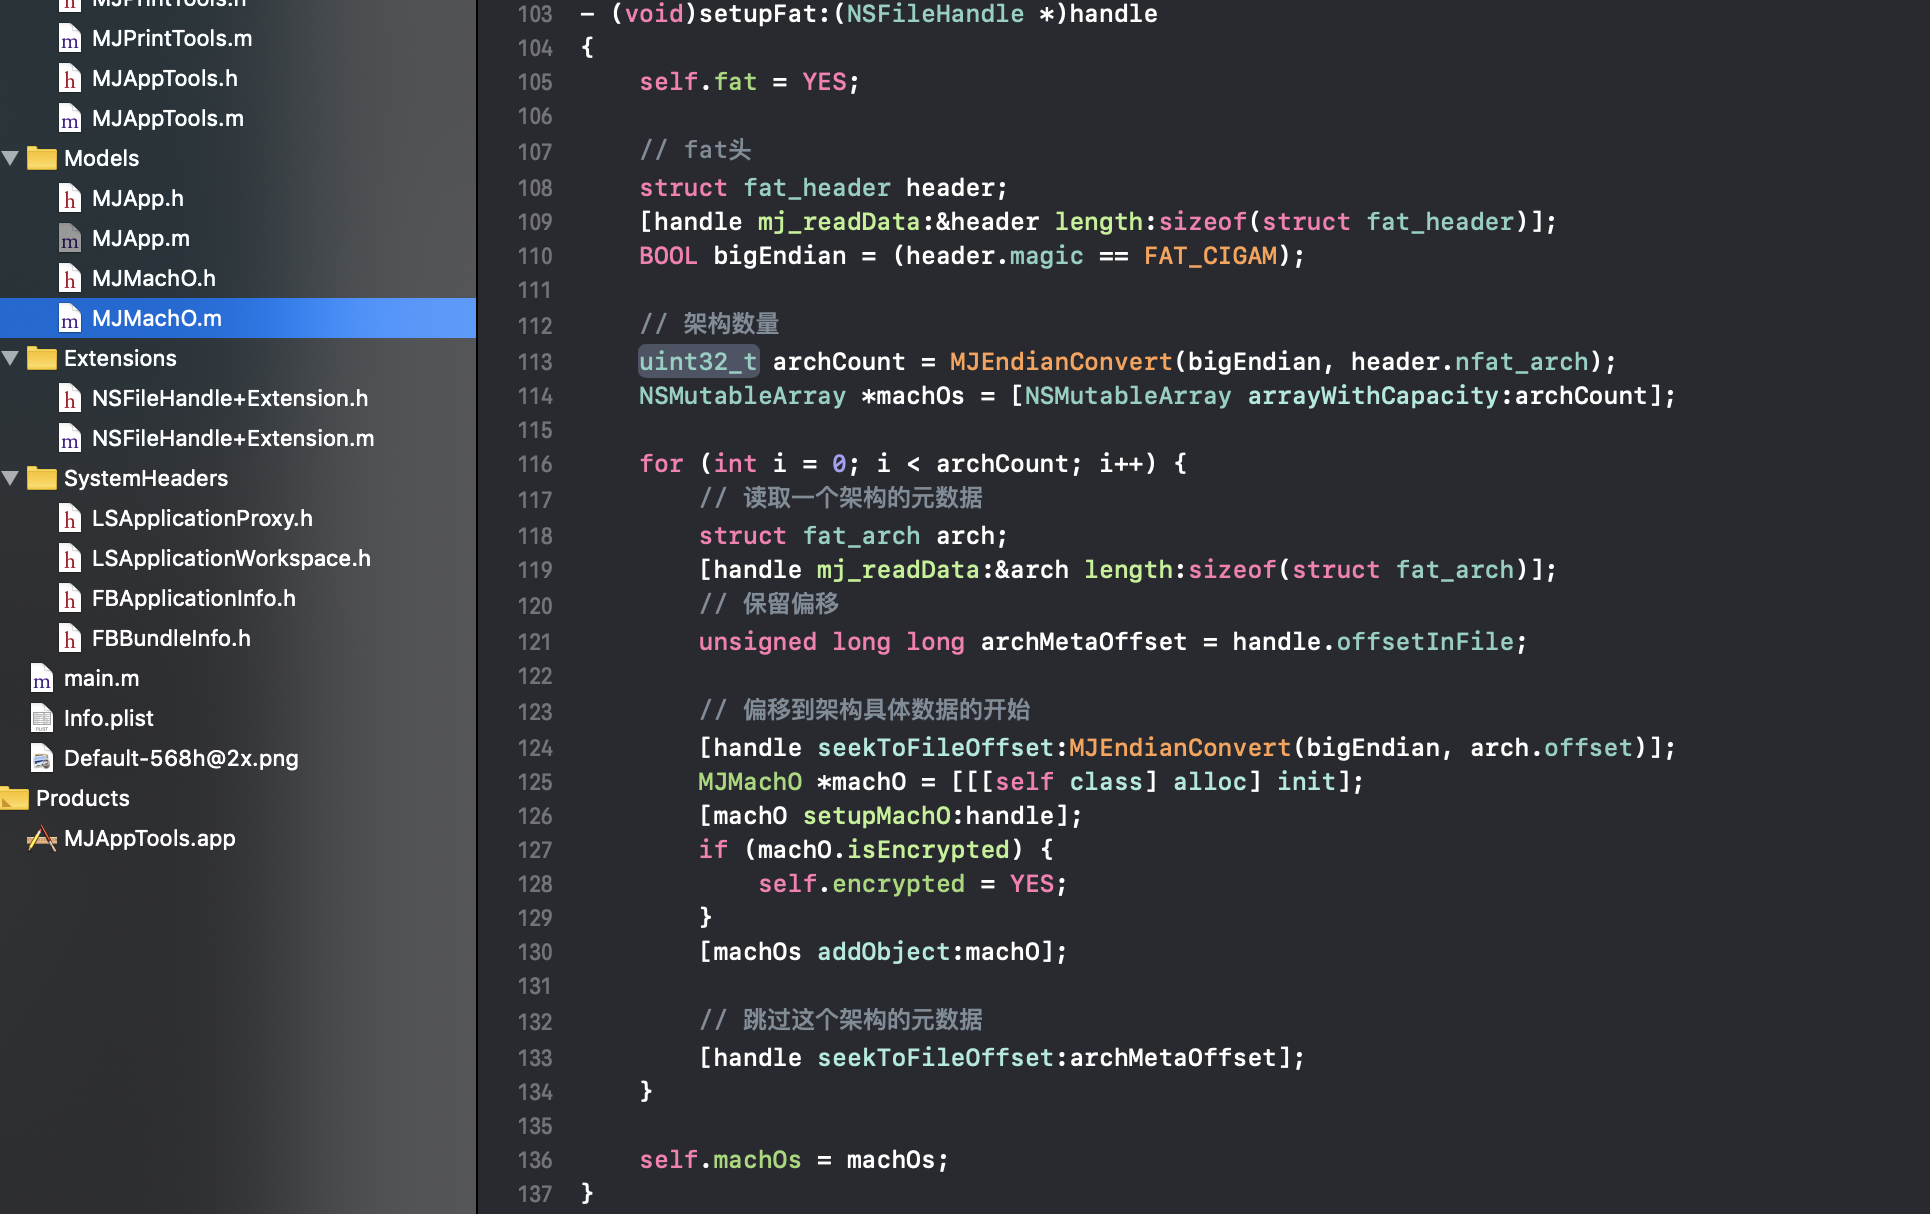 MJPrintTools.h
MJPrintTools.m
MJAppTools.h
MJAppTools.m
Models
MJApp.h
MJApp.m
MJMachO.h
MJMachO.m
Extensions
NSFileHandle+Extension.h
NSFileHandle+Extension.m
SystemHeaders
LSApplicationProxy.h
LSApplicationWorkspace.h
FBApplicationInfo.h
FBBundleInfo.h
main.m
Info.plist
Default-568h@2x.png
Products
MJAppTools.app
103 - (void)setupFat:(NSFileHandle *)handle
104 {
105     self.fat = YES;
106
107     // fat头
108     struct fat_header header;
109     [handle mj_readData:&header length:sizeof(struct fat_header)];
110     BOOL bigEndian = (header.magic == FAT_CIGAM);
111
112     // 架构数量
113     uint32_t archCount = MJEndianConvert(bigEndian, header.nfat_arch);
114     NSMutableArray *machOs = [NSMutableArray arrayWithCapacity:archCount];
115
116     for (int i = 0; i < archCount; i++) {
117         // 读取一个架构的元数据
118         struct fat_arch arch;
119         [handle mj_readData:&arch length:sizeof(struct fat_arch)];
120         // 保留偏移
121         unsigned long long archMetaOffset = handle.offsetInFile;
122
123         // 偏移到架构具体数据的开始
124         [handle seekToFileOffset:MJEndianConvert(bigEndian, arch.offset)];
125         MJMachO *machO = [[[self class] alloc] init];
126         [machO setupMachO:handle];
127         if (machO.isEncrypted) {
128             self.encrypted = YES;
129         }
130         [machOs addObject:machO];
131
132         // 跳过这个架构的元数据
133         [handle seekToFileOffset:archMetaOffset];
134     }
135
136     self.machOs = machOs;
137 }